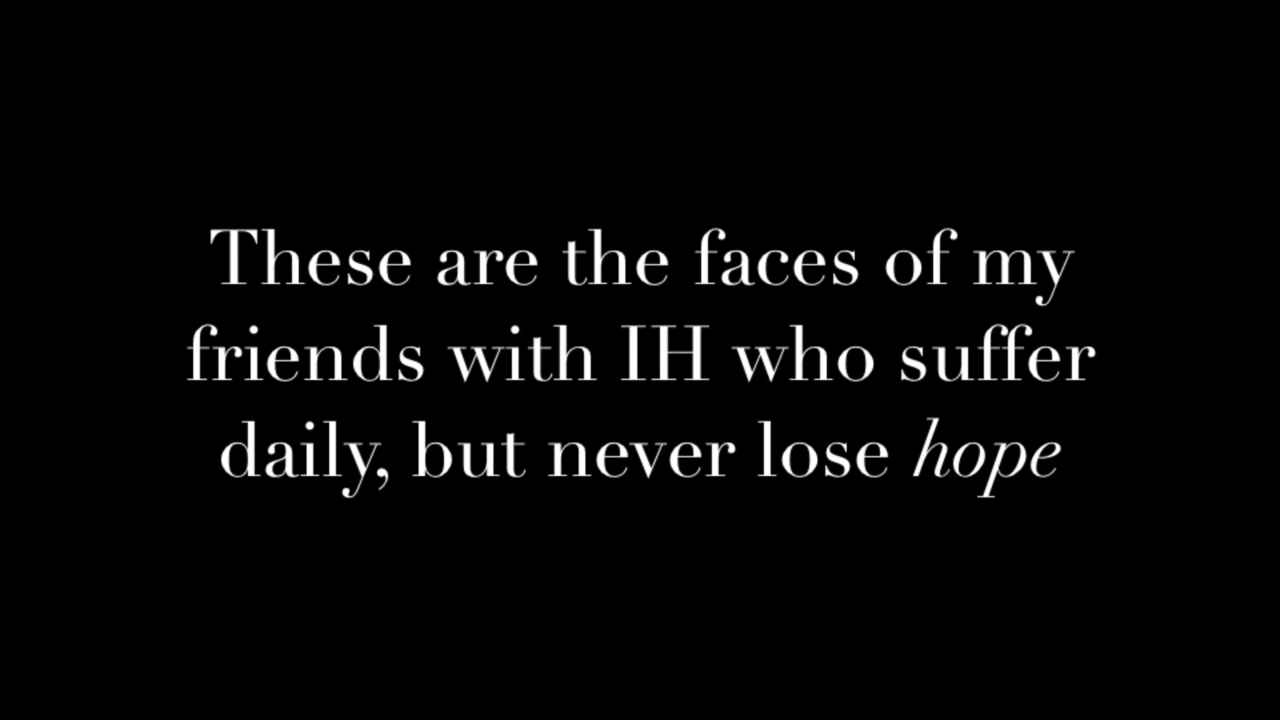 These are the faces of my
friends with IH who suffer
daily, but never lose hope